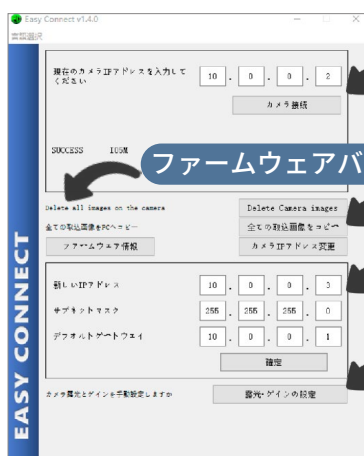 Easy Connect v1.4.0
言語選択
現在のカメラIPアドレスを入力して
ください
10 . 0 . 0 . 2
カメラ接続
SUCCESS 105M
ファームウェアバ
Delete all images on the camera
Delete Camera images
全ての取込画像をPCへコピー
全ての取込画像をコピー
ファームウェア情報
カメラIPアドレス変更
新しいIPアドレス
10 . 0 . 0 . 3
サブネットマスク
255 . 255 . 255 . 0
デフォルトゲートウェイ
10 . 0 . 0 . 1
確定
カメラ露光とゲインを手動設定しますか
露光・ゲインの設定
EASY CONNECT